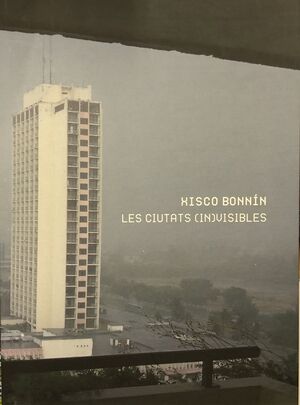 XISCO BONNÍN
LES CIUTATS (IN)VISIBLES